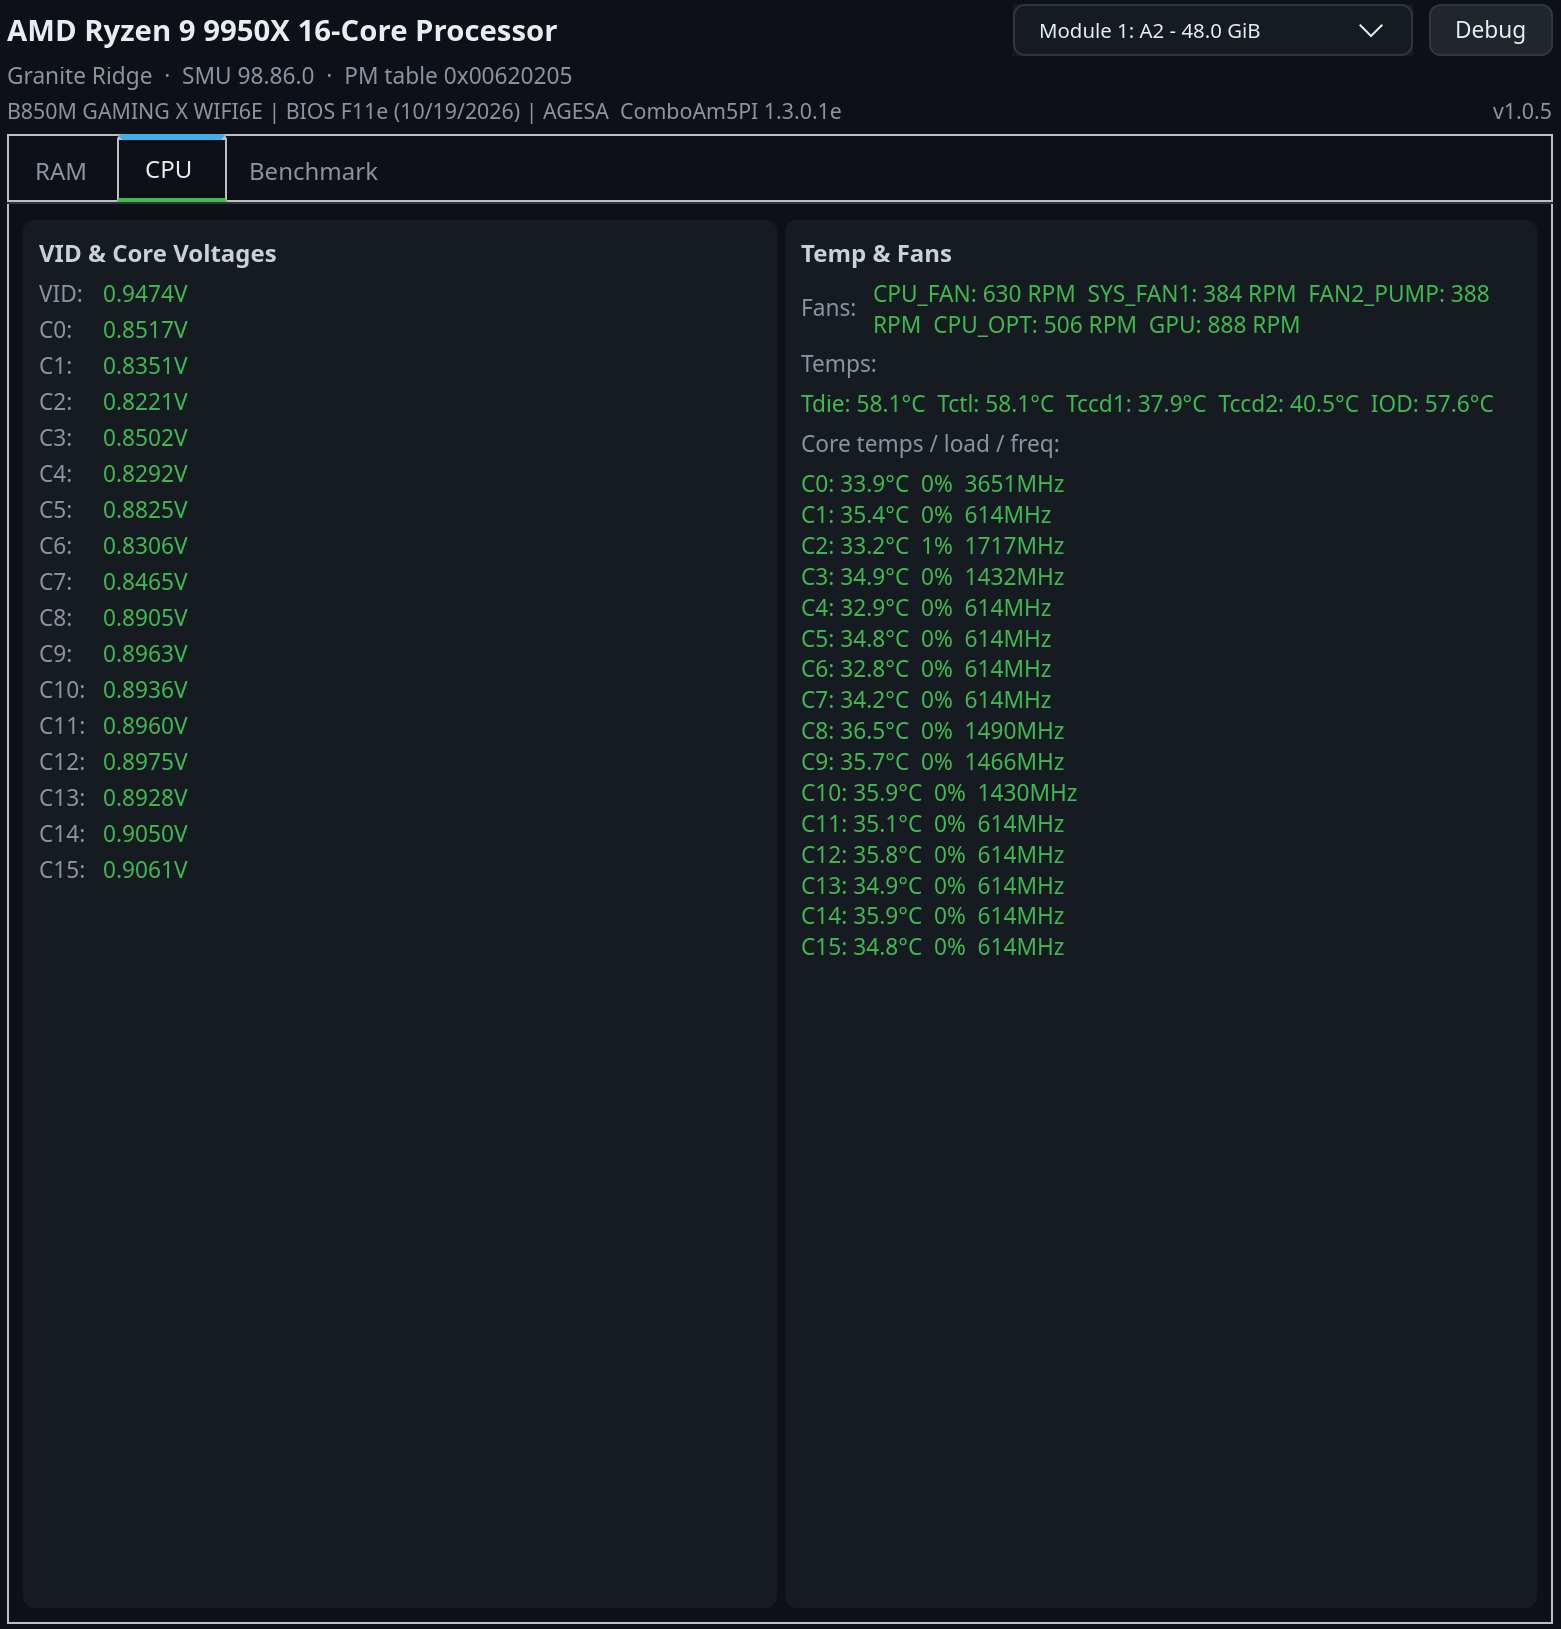 AMD Ryzen 9 9950X 16-Core Processor
Module 1: A2 - 48.0 GiB
Debug
Granite Ridge · SMU 98.86.0 · PM table 0x00620205
B850M GAMING X WIFI6E | BIOS F11e (10/19/2026) | AGESA ComboAm5PI 1.3.0.1e
v1.0.5
RAM
CPU
Benchmark
VID & Core Voltages
VID: 0.9474V
C0: 0.8517V
C1: 0.8351V
C2: 0.8221V
C3: 0.8502V
C4: 0.8292V
C5: 0.8825V
C6: 0.8306V
C7: 0.8465V
C8: 0.8905V
C9: 0.8963V
C10: 0.8936V
C11: 0.8960V
C12: 0.8975V
C13: 0.8928V
C14: 0.9050V
C15: 0.9061V
Temp & Fans
Fans: CPU_FAN: 630 RPM SYS_FAN1: 384 RPM FAN2_PUMP: 388
RPM CPU_OPT: 506 RPM GPU: 888 RPM
Temps:
Tdie: 58.1°C Tctl: 58.1°C Tccd1: 37.9°C Tccd2: 40.5°C IOD: 57.6°C
Core temps / load / freq:
C0: 33.9°C 0% 3651MHz
C1: 35.4°C 0% 614MHz
C2: 33.2°C 1% 1717MHz
C3: 34.9°C 0% 1432MHz
C4: 32.9°C 0% 614MHz
C5: 34.8°C 0% 614MHz
C6: 32.8°C 0% 614MHz
C7: 34.2°C 0% 614MHz
C8: 36.5°C 0% 1490MHz
C9: 35.7°C 0% 1466MHz
C10: 35.9°C 0% 1430MHz
C11: 35.1°C 0% 614MHz
C12: 35.8°C 0% 614MHz
C13: 34.9°C 0% 614MHz
C14: 35.9°C 0% 614MHz
C15: 34.8°C 0% 614MHz